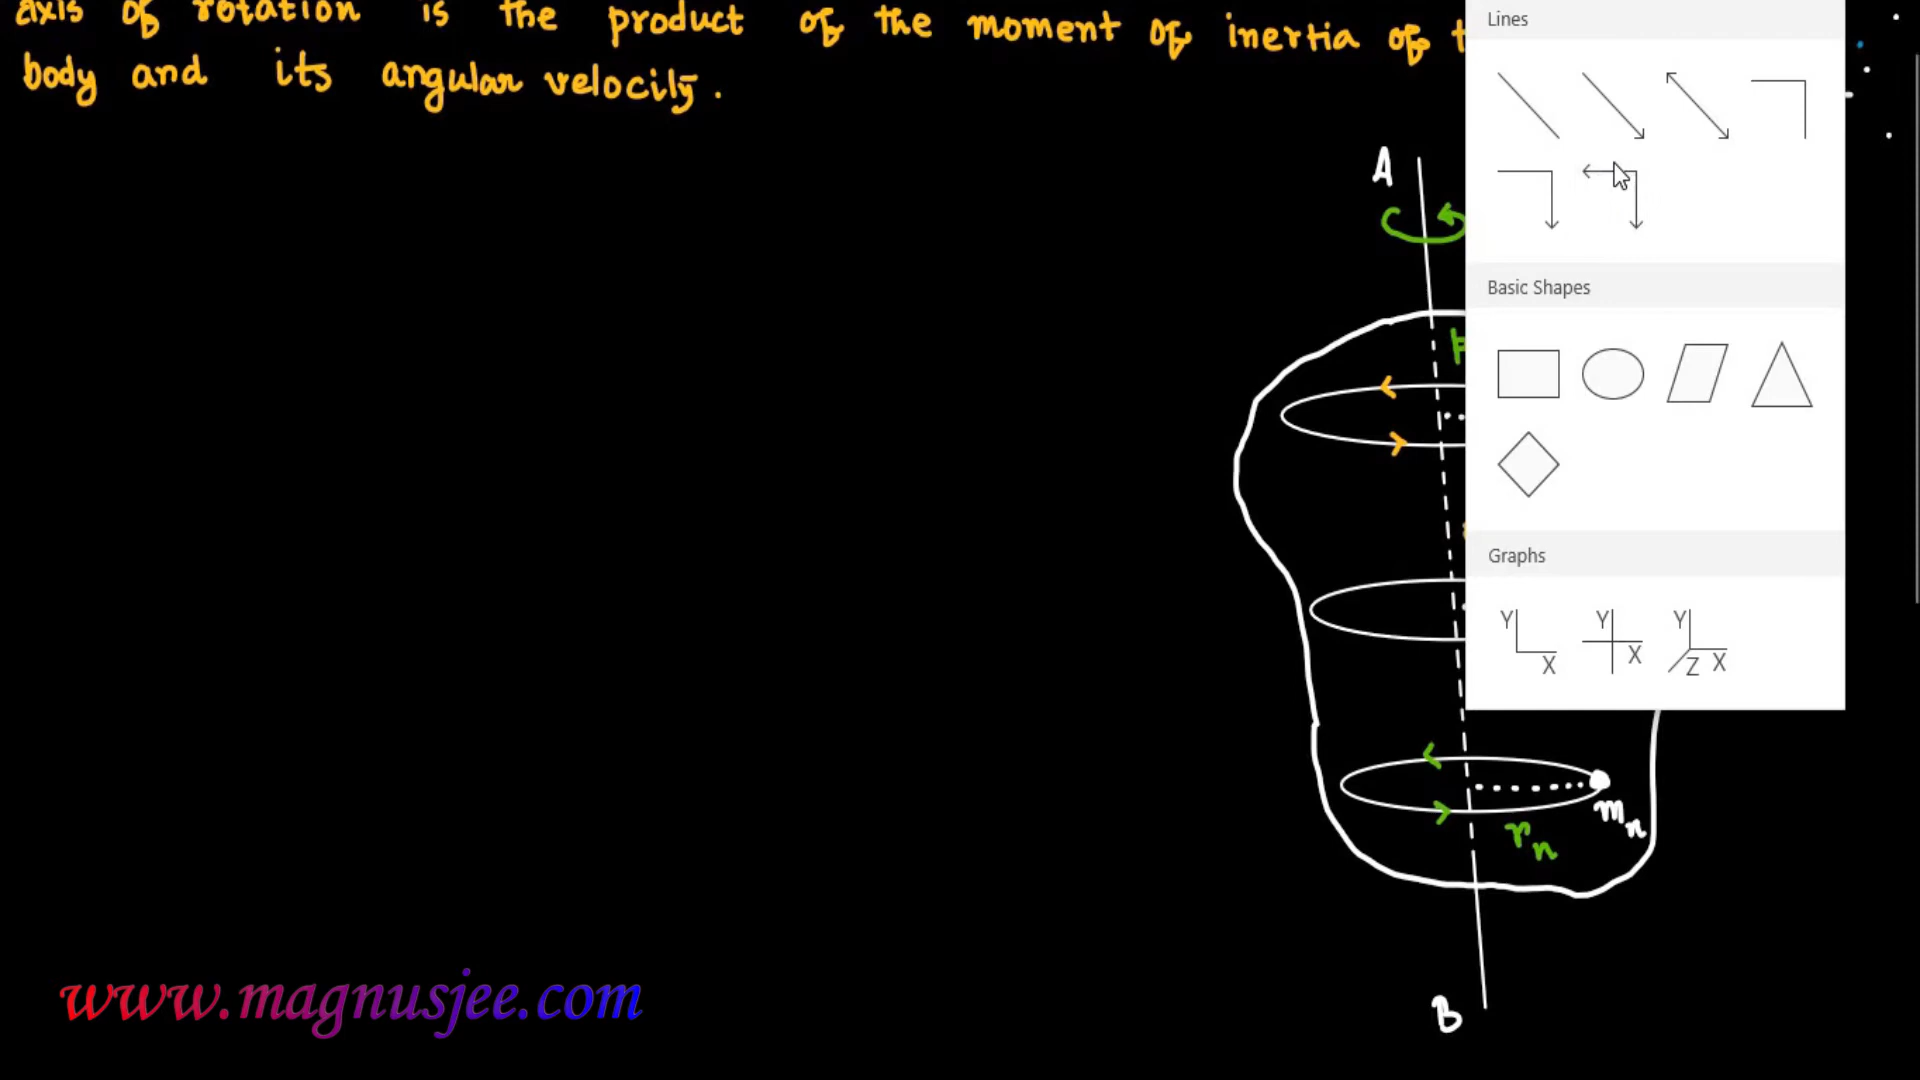 axis of rotation is the product of the moment of inertia of
body and its angular velocity.
Lines
A
Basic Shapes
Graphs
Y
X
Y
X
Y
Z X
m n
r n
www.magnusjee.com
B